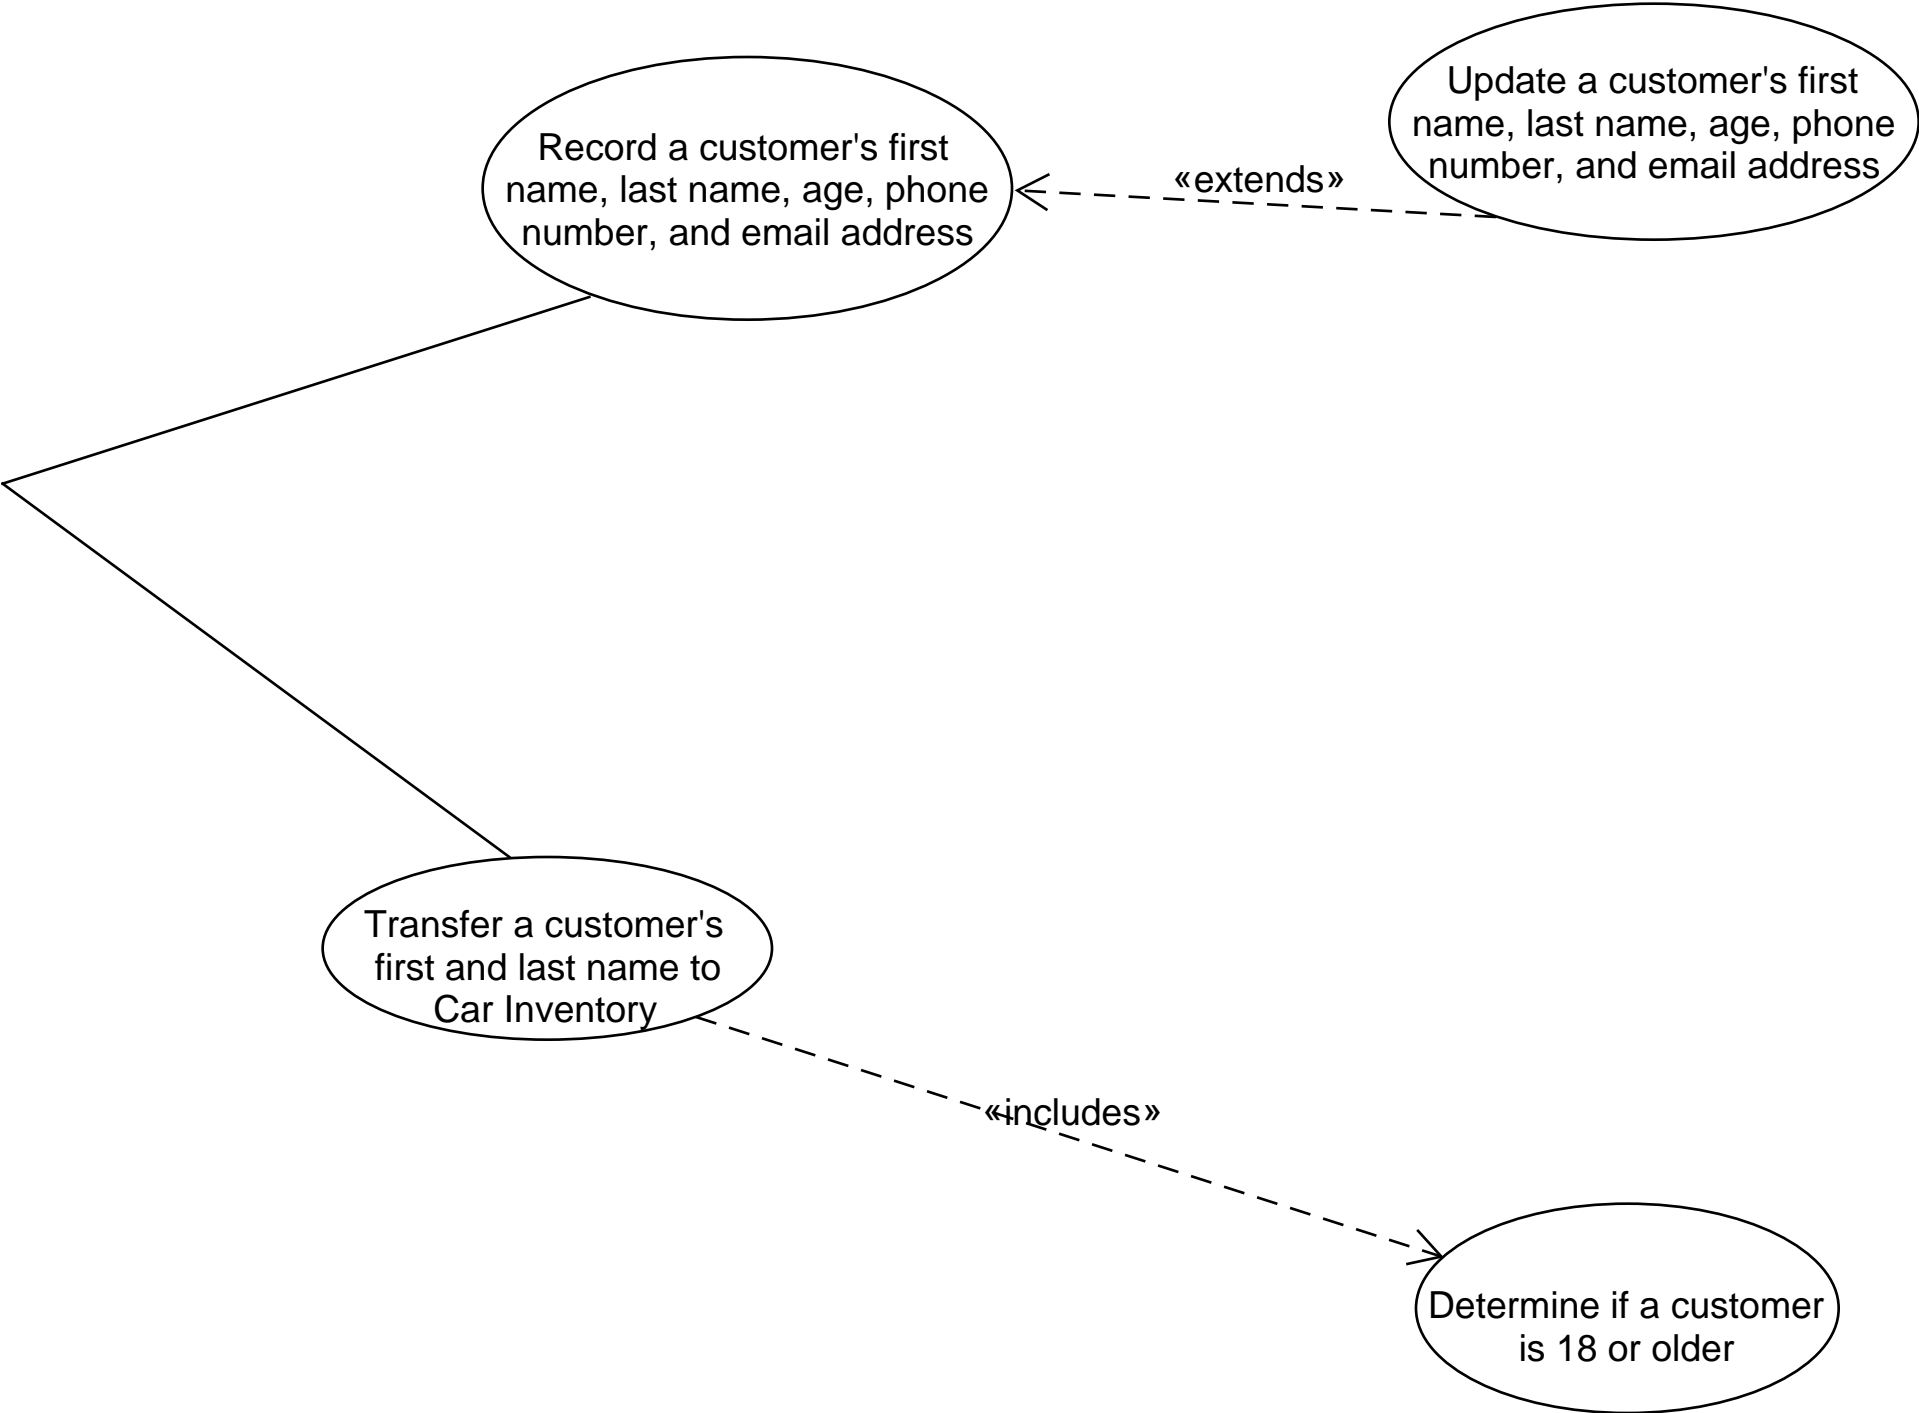 Update a customer's first
name, last name, age, phone
number, and email address
Record a customer's first
name, last name, age, phone
number, and email address
«extends»
Transfer a customer's
first and last name to
Car Inventory
«includes»
Determine if a customer
is 18 or older